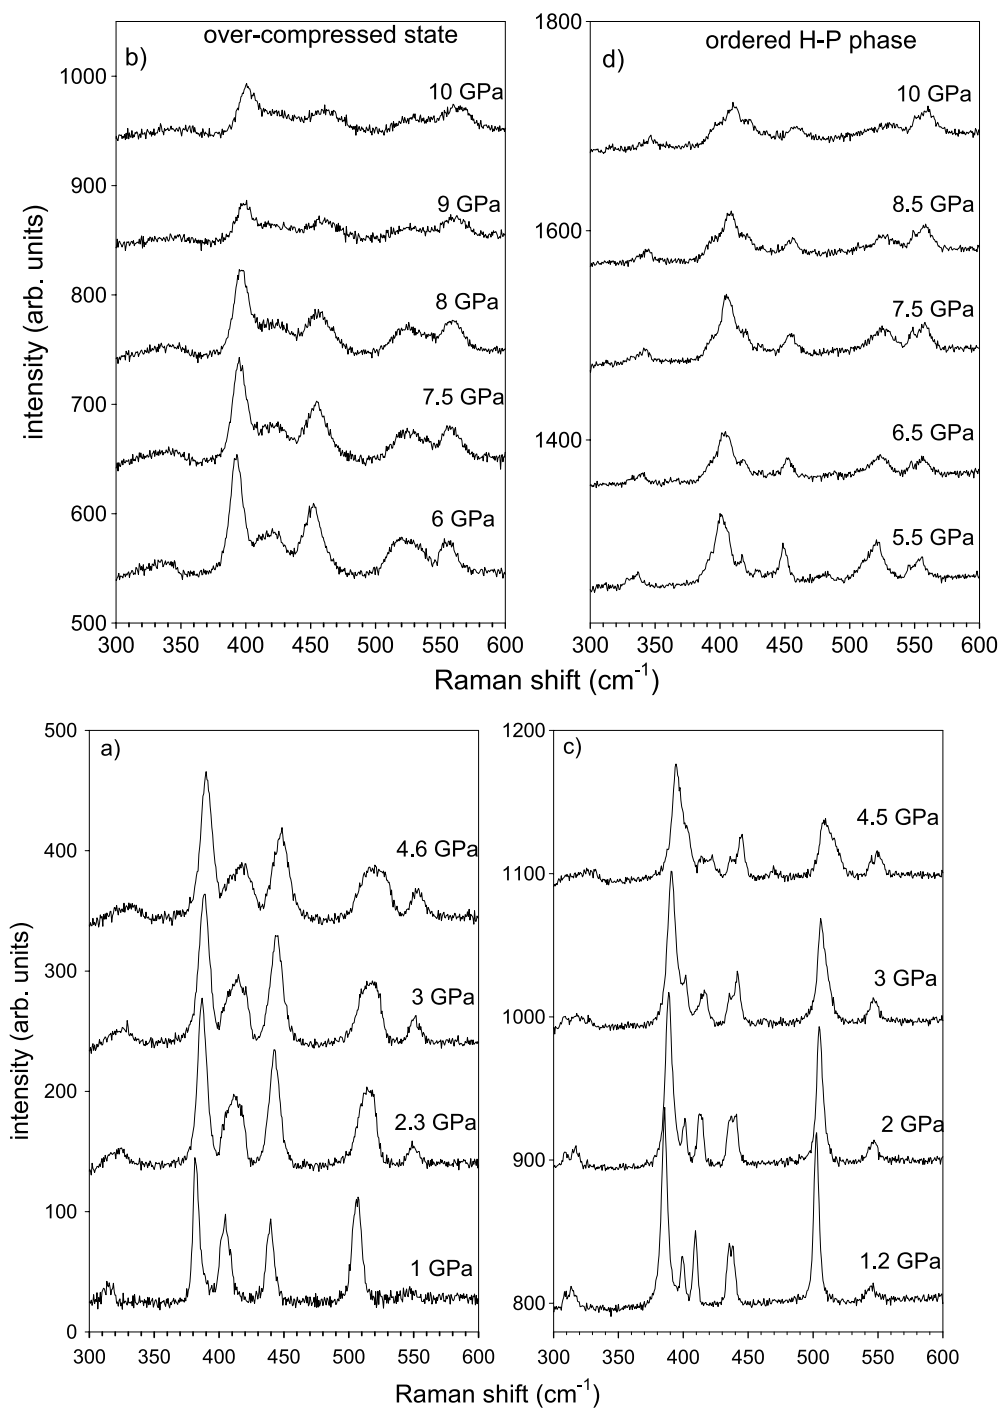 b)
over-compressed state
10 GPa
9 GPa
8 GPa
7.5 GPa
6 GPa
1000
900
800
700
600
500
300
350
400
450
500
550
600
intensity (arb. units)
d)
ordered H-P phase
10 GPa
8.5 GPa
7.5 GPa
6.5 GPa
5.5 GPa
1800
1600
1400
300
350
400
450
500
550
600
Raman shift (cm⁻¹)
a)
4.6 GPa
3 GPa
2.3 GPa
1 GPa
500
400
300
200
100
0
300
350
400
450
500
550
600
intensity (arb. units)
c)
4.5 GPa
3 GPa
2 GPa
1.2 GPa
1200
1100
1000
900
800
300
350
400
450
500
550
600
Raman shift (cm⁻¹)